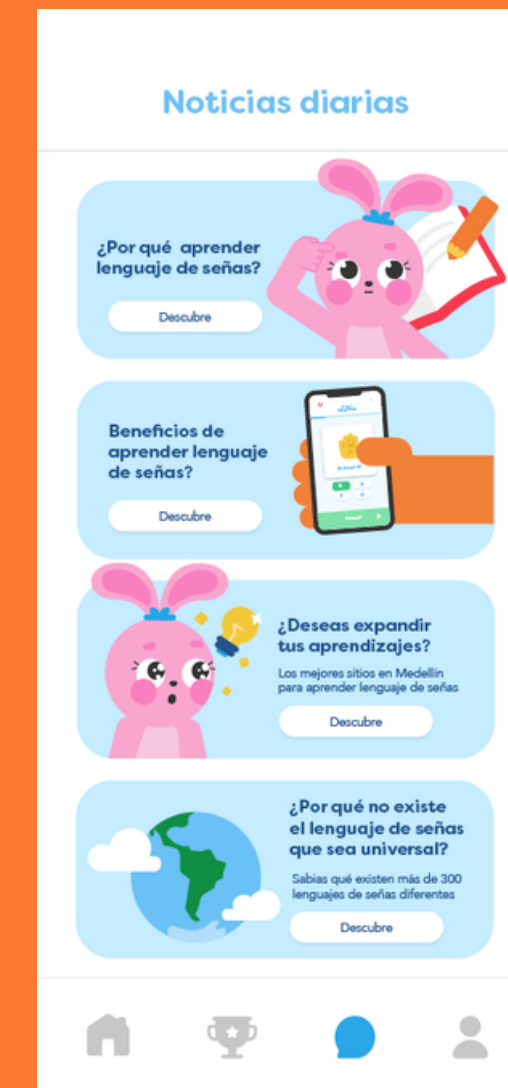 Noticias diarias
¿Por qué aprender
lenguaje de señas?
Descubre
Beneficios de
aprender lenguaje
de señas?
Descubre
¿Deseas expandir
tus aprendizajes?
Los mejores sitios en Medellín
para aprender lenguaje de señas
Descubre
¿Por qué no existe
el lenguaje de señas
que sea universal?
Sabias qué existen más de 300
lenguajes de señas diferentes
Descubre